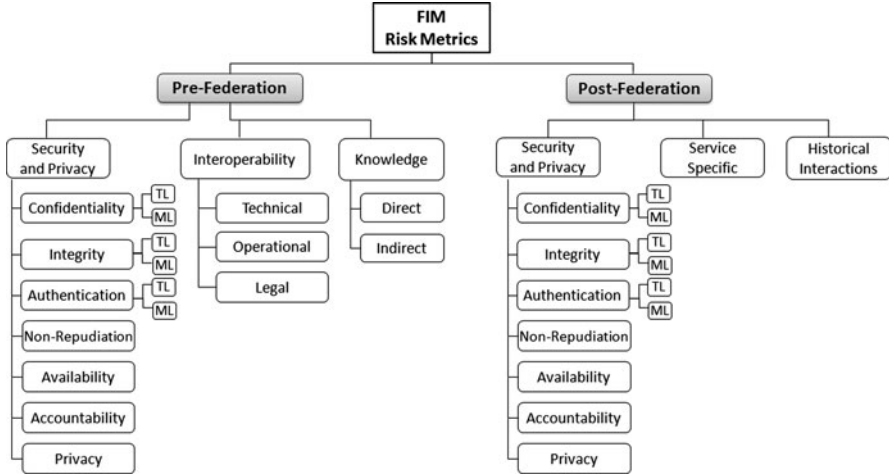 FIM
Risk Metrics
Pre-Federation
Post-Federation
Security
and Privacy
Interoperability
Knowledge
Security
and Privacy
Service
Specific
Historical
Interactions
Confidentiality
TL
ML
Integrity
TL
ML
Authentication
TL
ML
Non-Repudiation
Availability
Accountability
Privacy
Technical
Operational
Legal
Direct
Indirect
Confidentiality
TL
ML
Integrity
TL
ML
Authentication
TL
ML
Non-Repudiation
Availability
Accountability
Privacy